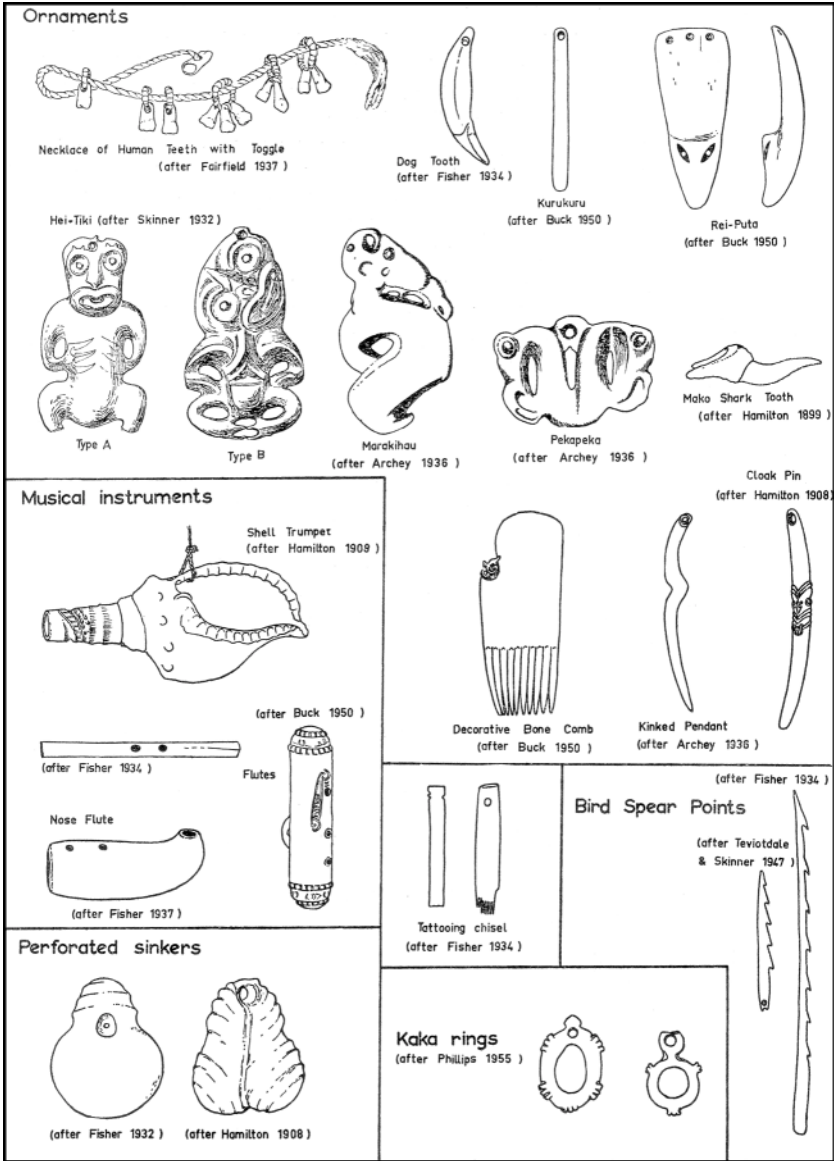 Ornaments
Necklace of Human Teeth with Toggle
(after Fairfield 1937)
Dog Tooth
(after Fisher 1934)
Kurukuru
(after Buck 1950)
Rei-Puta
(after Buck 1950)
Hei-Tiki (after Skinner 1932)
Type A
Type B
Marakihau
(after Archey 1936)
Pekapeka
(after Archey 1936)
Mako Shark Tooth
(after Hamilton 1899)
Cloak Pin
(after Hamilton 1908)
Decorative Bone Comb
(after Buck 1950)
Kinked Pendant
(after Archey 1936)
Musical instruments
Shell Trumpet
(after Hamilton 1908)
(after Buck 1950)
(after Fisher 1934)
Flutes
Nose Flute
(after Fisher 1937)
Tattooing chisel
(after Fisher 1934)
Bird Spear Points
(after Fisher 1934)
(after Teviotdale
& Skinner 1947)
Perforated sinkers
(after Fisher 1932)
(after Hamilton 1908)
Kaka rings
(after Phillips 1955)